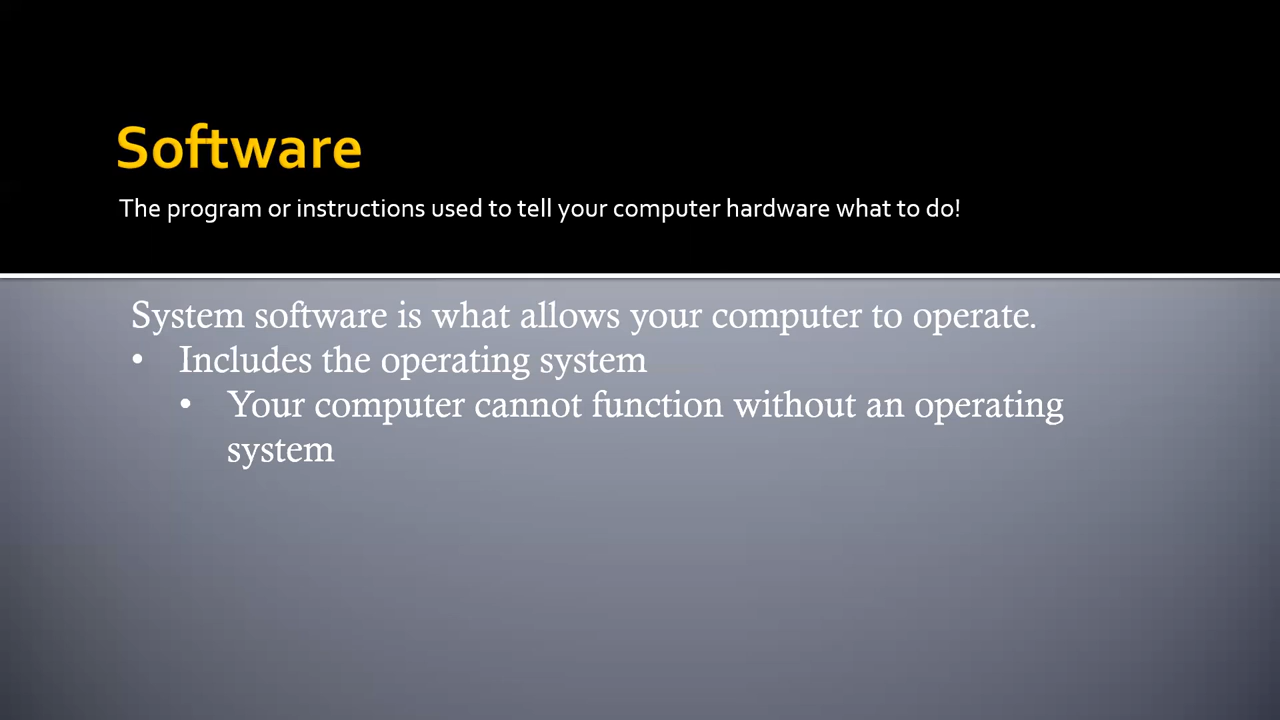 Software
The program or instructions used to tell your computer hardware what to do!
System software is what allows your computer to operate.
• Includes the operating system
• Your computer cannot function without an operating
system